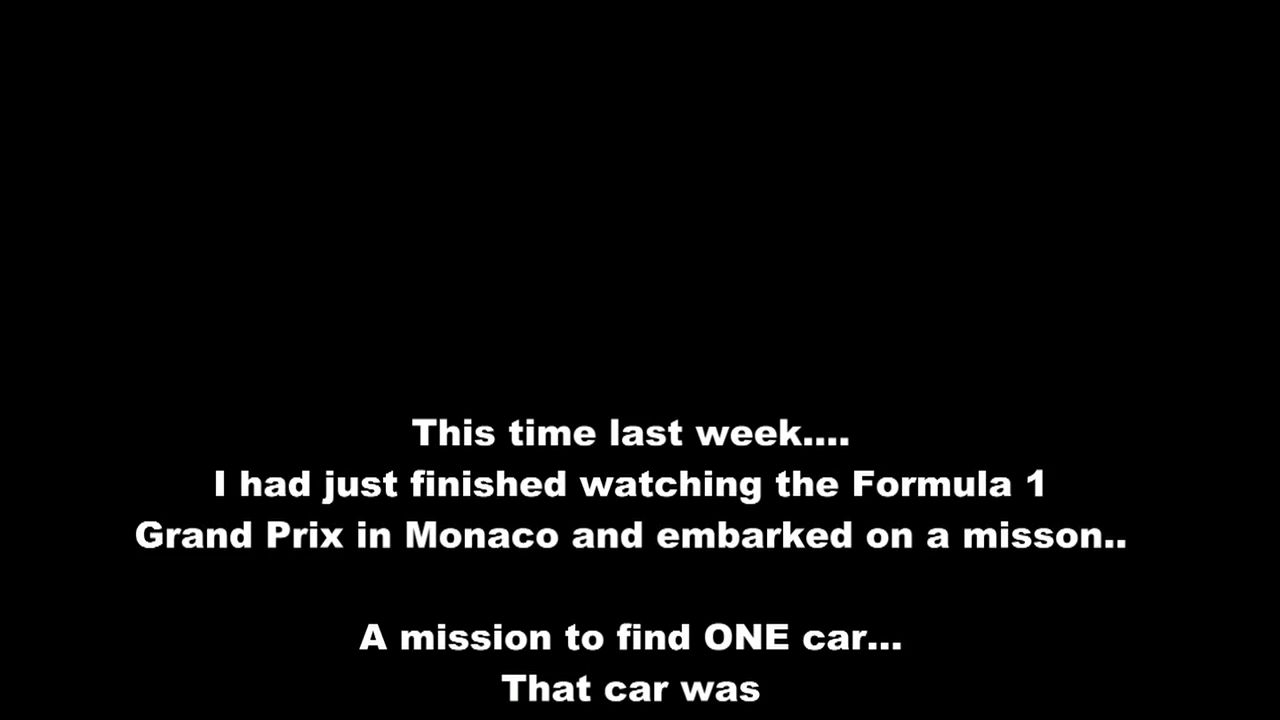 This time last week....
I had just finished watching the Formula 1
Grand Prix in Monaco and embarked on a misson..
A mission to find ONE car...
That car was